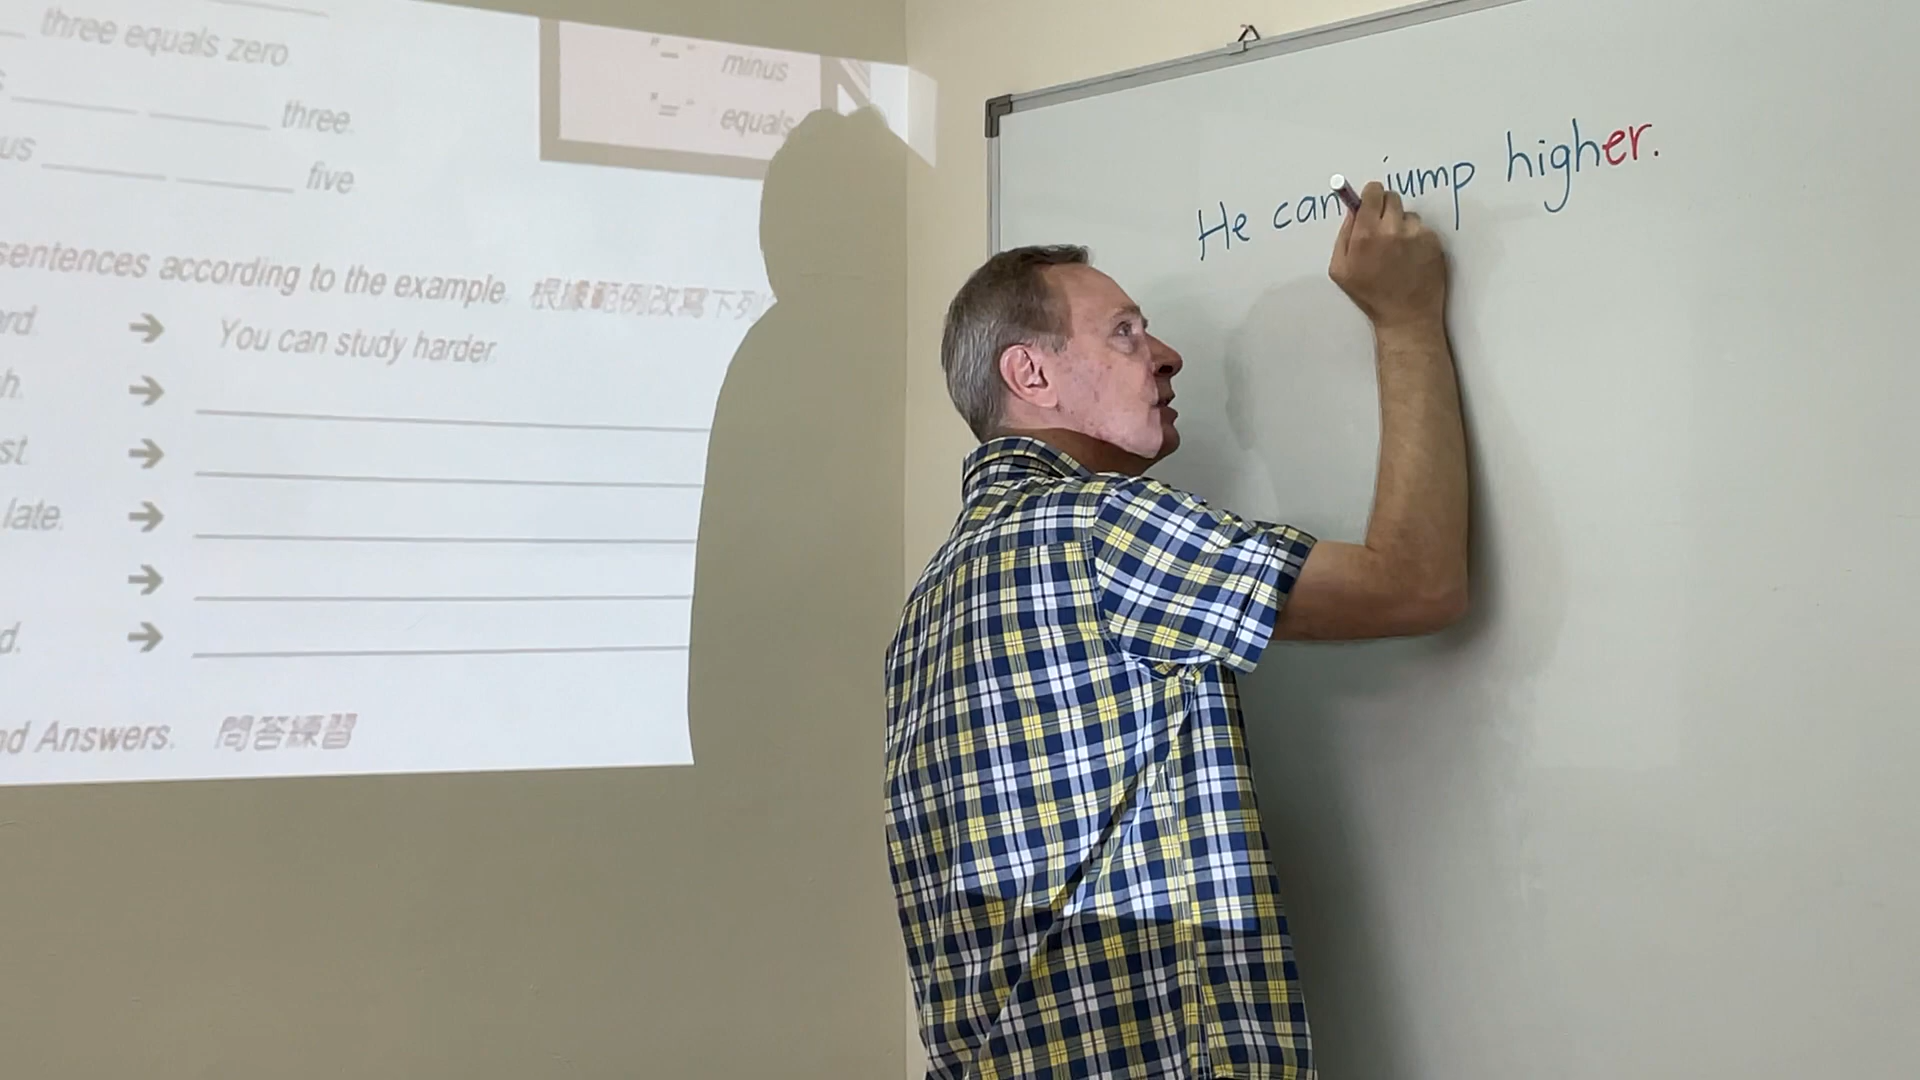 three equals zero
three.
us
five
"–" minus
"=" equals
sentences according to the example. 根據範例改寫下列
You can study harder
late.
Answers. 問答練習
He can jump higher.